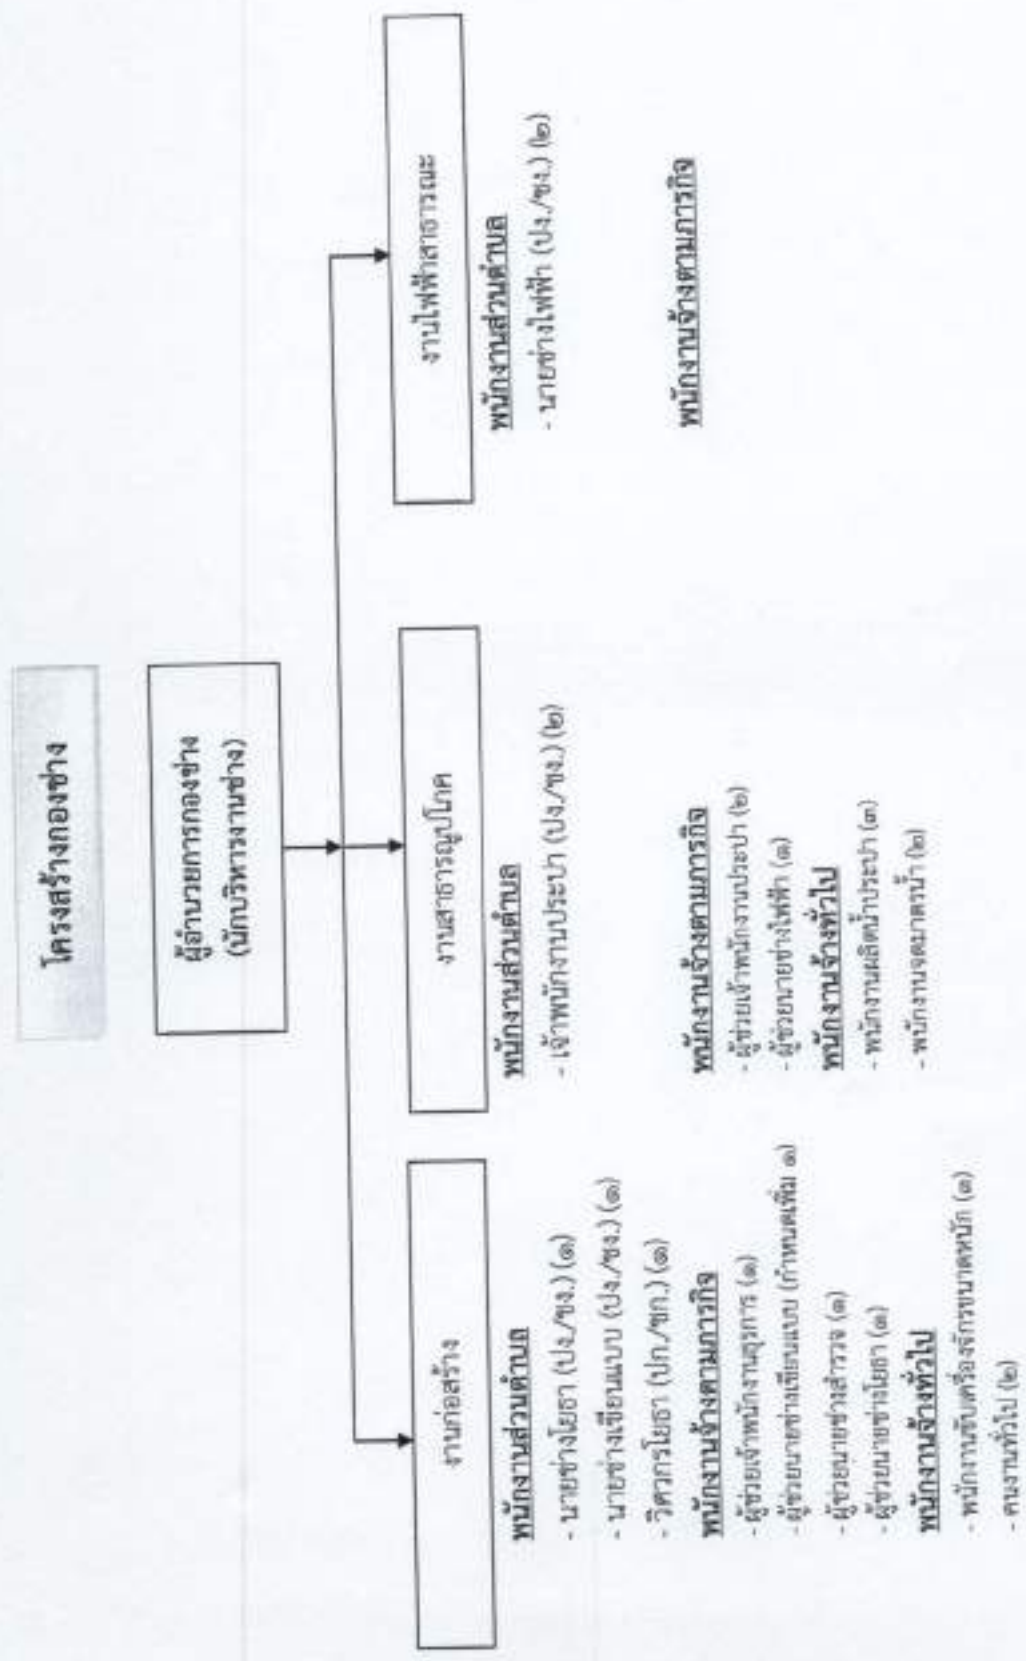 โครงสร้างกองช่าง
ผู้อำนวยการกองช่าง
(นักบริหารงานช่าง)
งานก่อสร้าง
พนักงานส่วนตำบล
- นายช่างโยธา (ปง./ชง.) (๑)
- นายช่างเขียนแบบ (ปง./ชง.) (๑)
- วิศวกรโยธา (ปก./ชก.) (๑)
พนักงานจ้างตามภารกิจ
- ผู้ช่วยเจ้าพนักงานธุรการ (๑)
- ผู้ช่วยนายช่างเขียนแบบ (กำหนดเพิ่ม ๑)
- ผู้ช่วยนายช่างสำรวจ (๑)
- ผู้ช่วยนายช่างโยธา (๑)
พนักงานจ้างทั่วไป
- พนักงานขับเครื่องจักรขนาดหนัก (๑)
- คนงานทั่วไป (๒)
งานสาธารณูปโภค
พนักงานส่วนตำบล
- เจ้าพนักงานประปา (ปง./ชง.) (๒)
พนักงานจ้างตามภารกิจ
- ผู้ช่วยเจ้าพนักงานประปา (๒)
- ผู้ช่วยนายช่างไฟฟ้า (๑)
พนักงานจ้างทั่วไป
- พนักงานผลิตน้ำประปา (๓)
- พนักงานจดมาตรน้ำ (๒)
งานไฟฟ้าสาธารณะ
พนักงานส่วนตำบล
- นายช่างไฟฟ้า (ปง./ชง.) (๒)
พนักงานจ้างตามภารกิจ